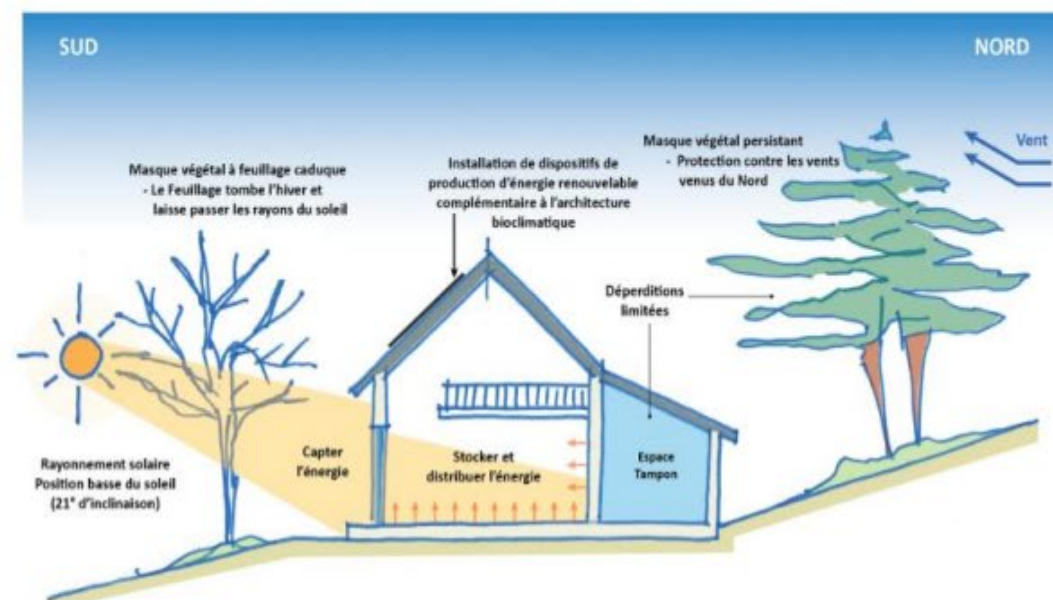 SUD
NORD
Masque végétal à feuillage caduque
- Le Feuillage tombe l'hiver et
laisse passer les rayons du soleil
Installation de dispositifs de
production d'énergie renouvelable
complémentaire à l'architecture
bioclimatique
Masque végétal persistant
- Protection contre les vents
venus du Nord
Vent
Déperditions
limitées
Rayonnement solaire
Position basse du soleil
(21° d'inclinaison)
Capter
l'énergie
Stocker et
distribuer l'énergie
Espace
Tampon